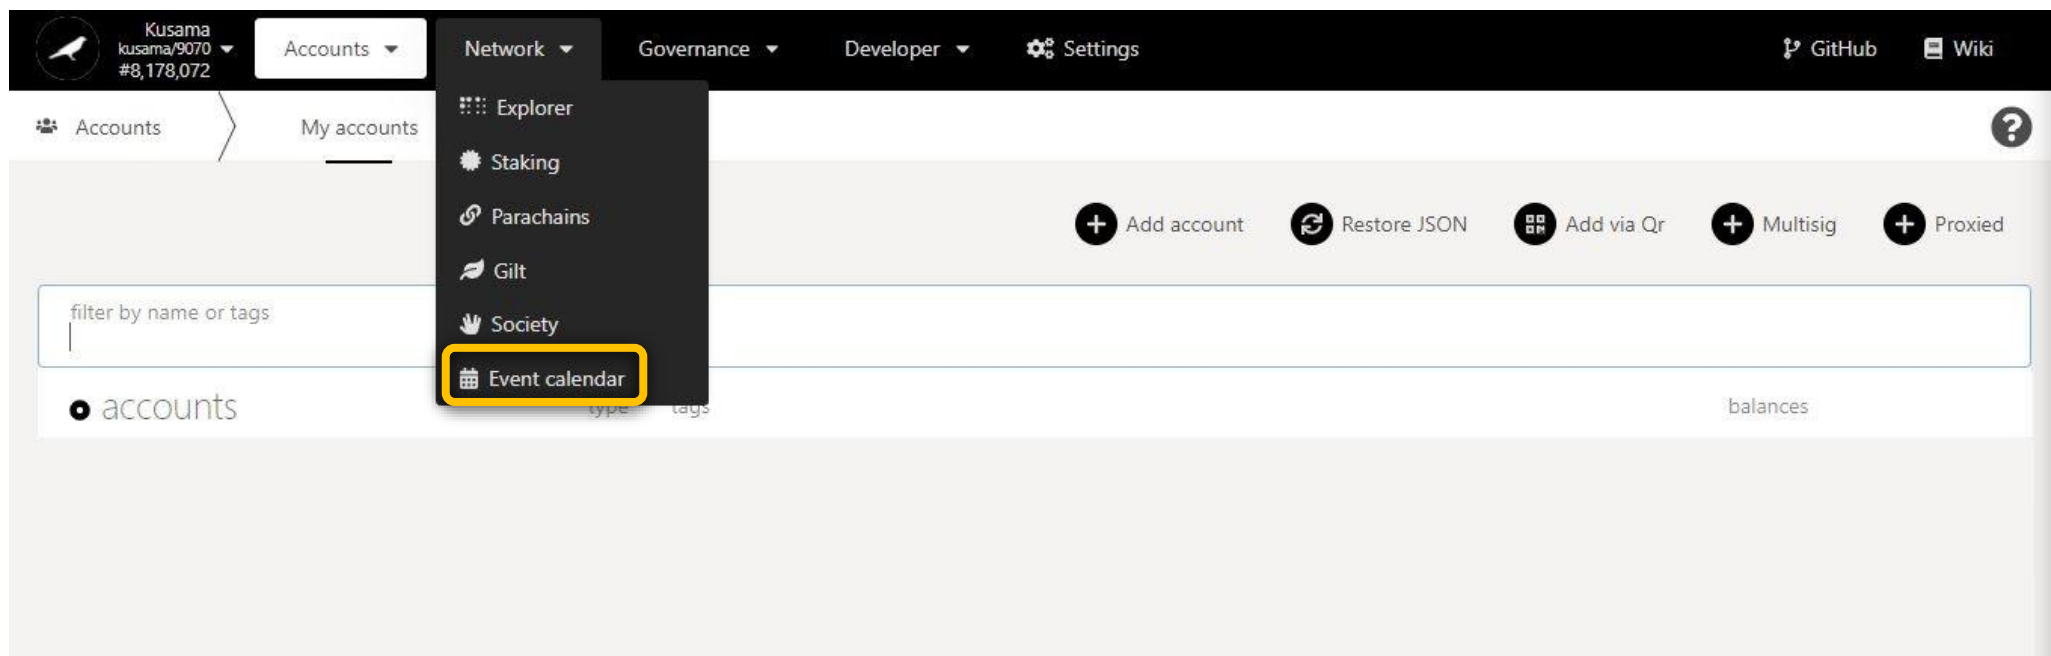 Kusama
kusama/9070
#8,178,072
Accounts
Network
Governance
Developer
Settings
GitHub
Wiki
Accounts
My accounts
Explorer
Staking
Parachains
Gilt
Society
Event calendar
Add account
Restore JSON
Add via Qr
Multisig
Proxied
filter by name or tags
accounts
type
tags
balances